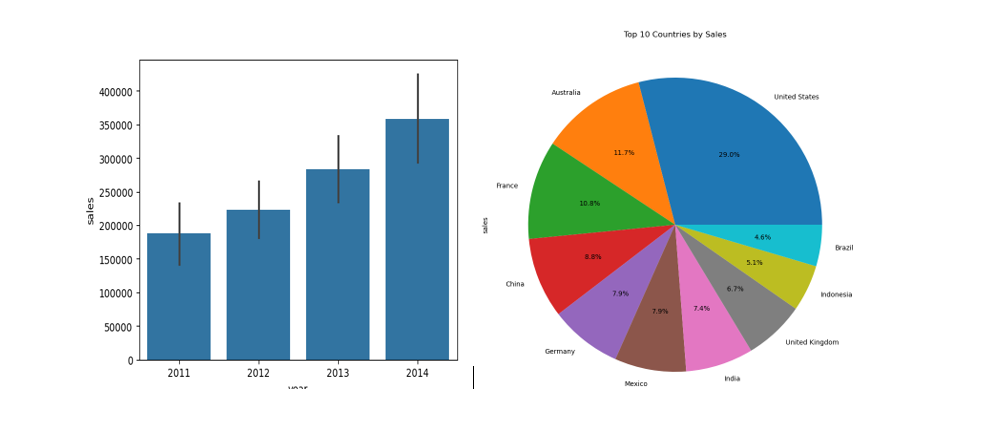 400000
350000
300000
250000
200000
150000
100000
50000
0
sales
2011 2012 2013 2014
year
Top 10 Countries by Sales
United States
29.0%
Australia
11.7%
France
10.8%
China
8.8%
Germany
7.9%
Mexico
7.9%
India
7.4%
United Kingdom
6.7%
Indonesia
5.1%
Brazil
4.6%
sales